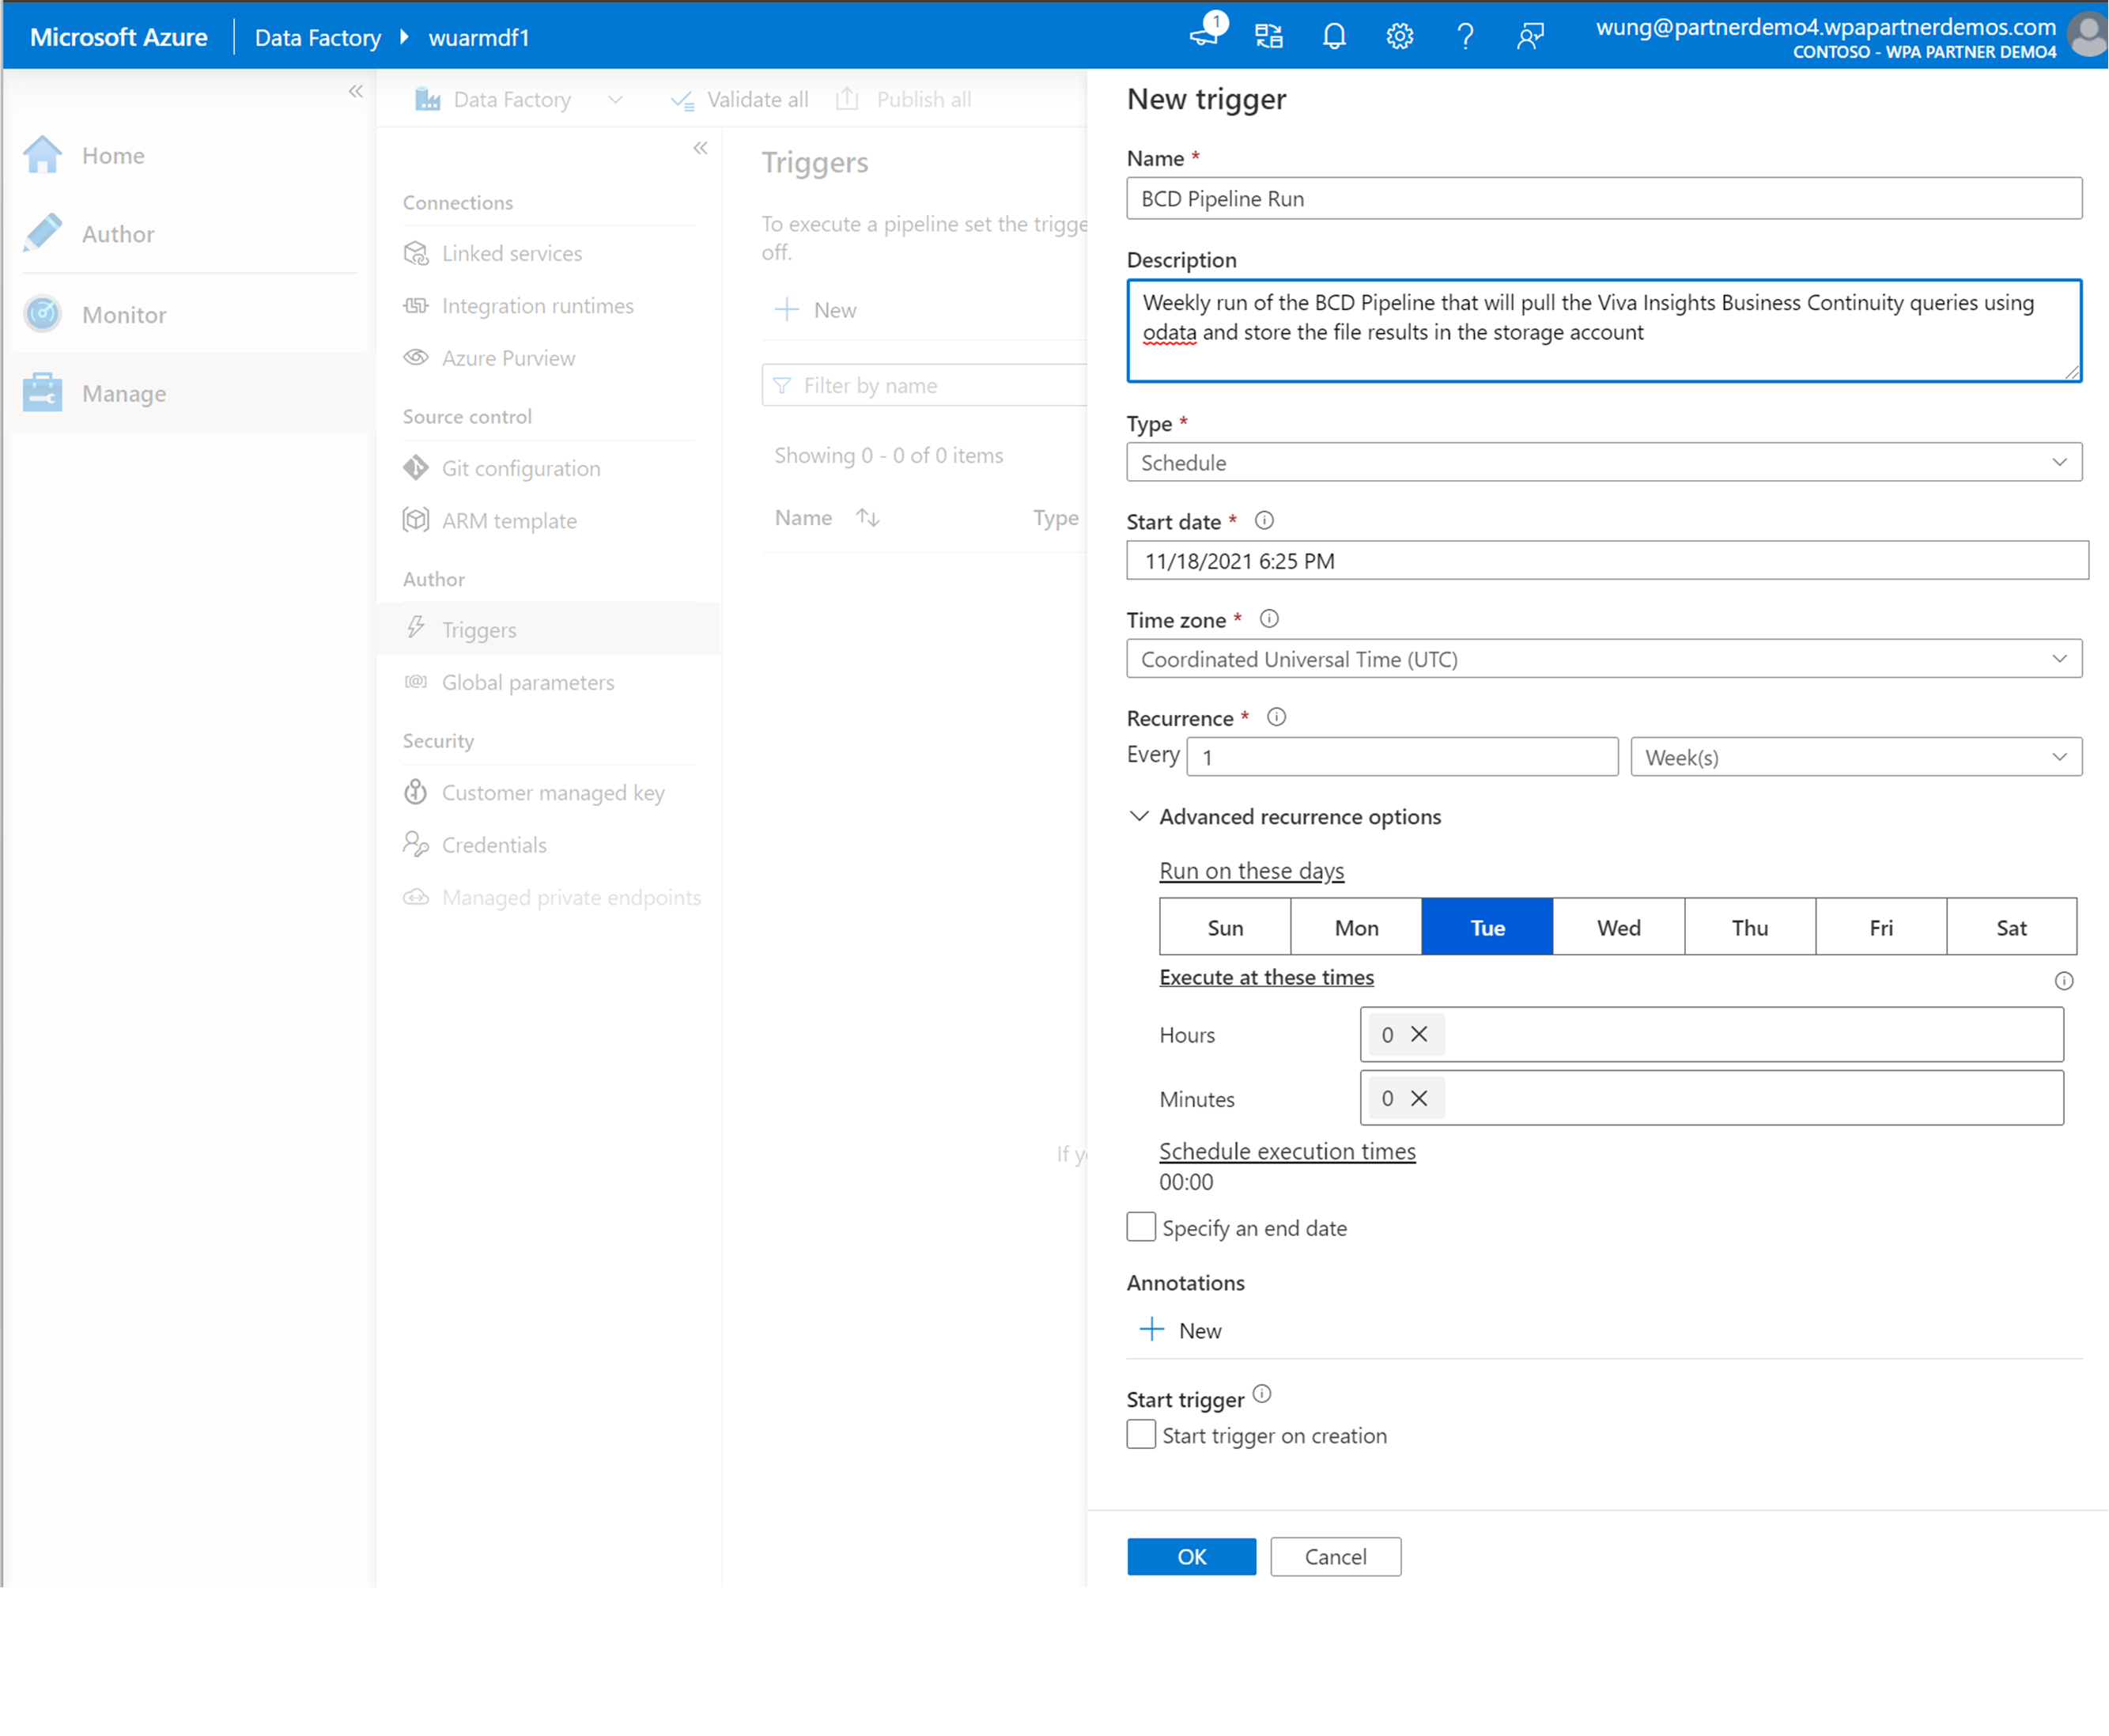 Microsoft Azure
Data Factory
wuarmdf1
1
wung@partnerdemo4.wpapartnerdemos.com
CONTOSO - WPA PARTNER DEMO4
Home
Author
Monitor
Manage
Data Factory
Validate all
Publish all
Connections
Linked services
Integration runtimes
Azure Purview
Source control
Git configuration
ARM template
Author
Triggers
Global parameters
Security
Customer managed key
Credentials
Managed private endpoints
Triggers
To execute a pipeline set the trigge
off.
New
Filter by name
Showing 0 - 0 of 0 items
Name
Type
If y
New trigger
Name *
BCD Pipeline Run
Description
Weekly run of the BCD Pipeline that will pull the Viva Insights Business Continuity queries using
odata and store the file results in the storage account
Type *
Schedule
Start date *
11/18/2021 6:25 PM
Time zone *
Coordinated Universal Time (UTC)
Recurrence *
Every 1 Week(s)
Advanced recurrence options
Run on these days
Sun Mon Tue Wed Thu Fri Sat
Execute at these times
Hours 0
Minutes 0
Schedule execution times
00:00
Specify an end date
Annotations
New
Start trigger
Start trigger on creation
OK Cancel